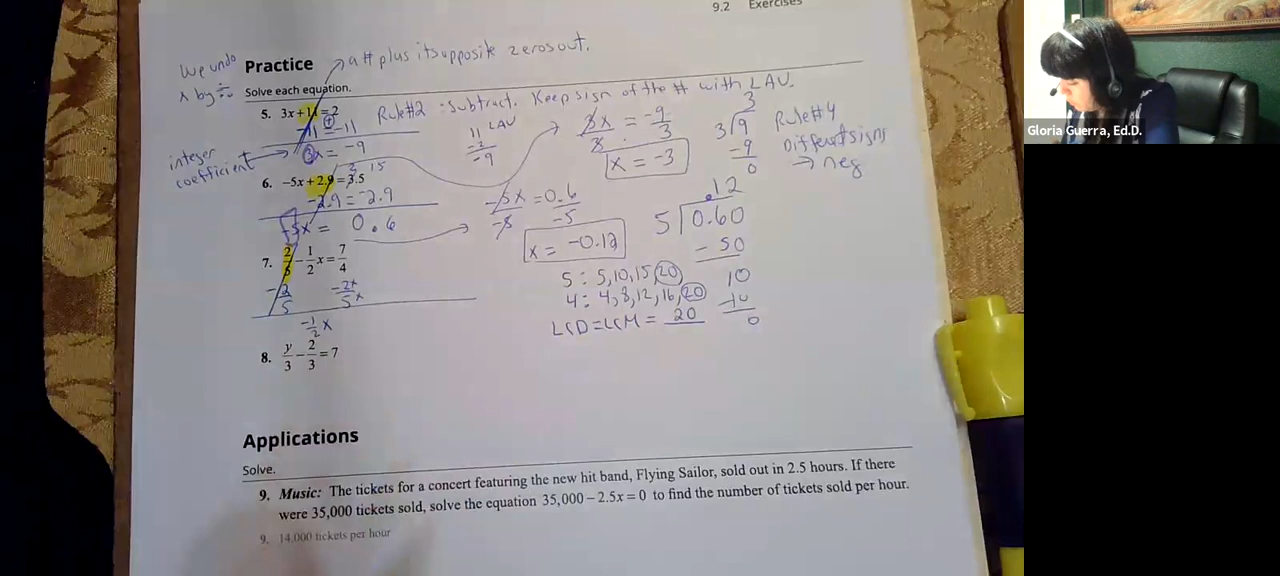 9.2 Exercises
We undo
x by ÷
a # plus its opposite zeros out.
Practice
Solve each equation.
5. 3x+11=2
-11 = -11
3x = -9
Rule #2 : subtract. Keep sign of the # with LAV.
11 LAV
-2
-9
3x = -9
3 3
x = -3
3
3)9
-9
0
Rule #4
Different signs
→ neg
integer
coefficient
6. -5x+2.9=3.5
2 15
-2.9 = -2.9
-5x = 0.6
-5x = 0.6
-5 -5
x = -0.12
.12
5)0.60
- 50
10
-10
0
7. 2/5 - 1/2 x = 7/4
-2/5
-1/2 x
5: 5,10,15,20
4: 4,8,12,16,20
LCD=LCM = 20
8. y/3 - 2/3 = 7
Applications
Solve.
9. Music: The tickets for a concert featuring the new hit band, Flying Sailor, sold out in 2.5 hours. If there
were 35,000 tickets sold, solve the equation 35,000-2.5x=0 to find the number of tickets sold per hour.
9. 14,000 tickets per hour
Gloria Guerra, Ed.D.